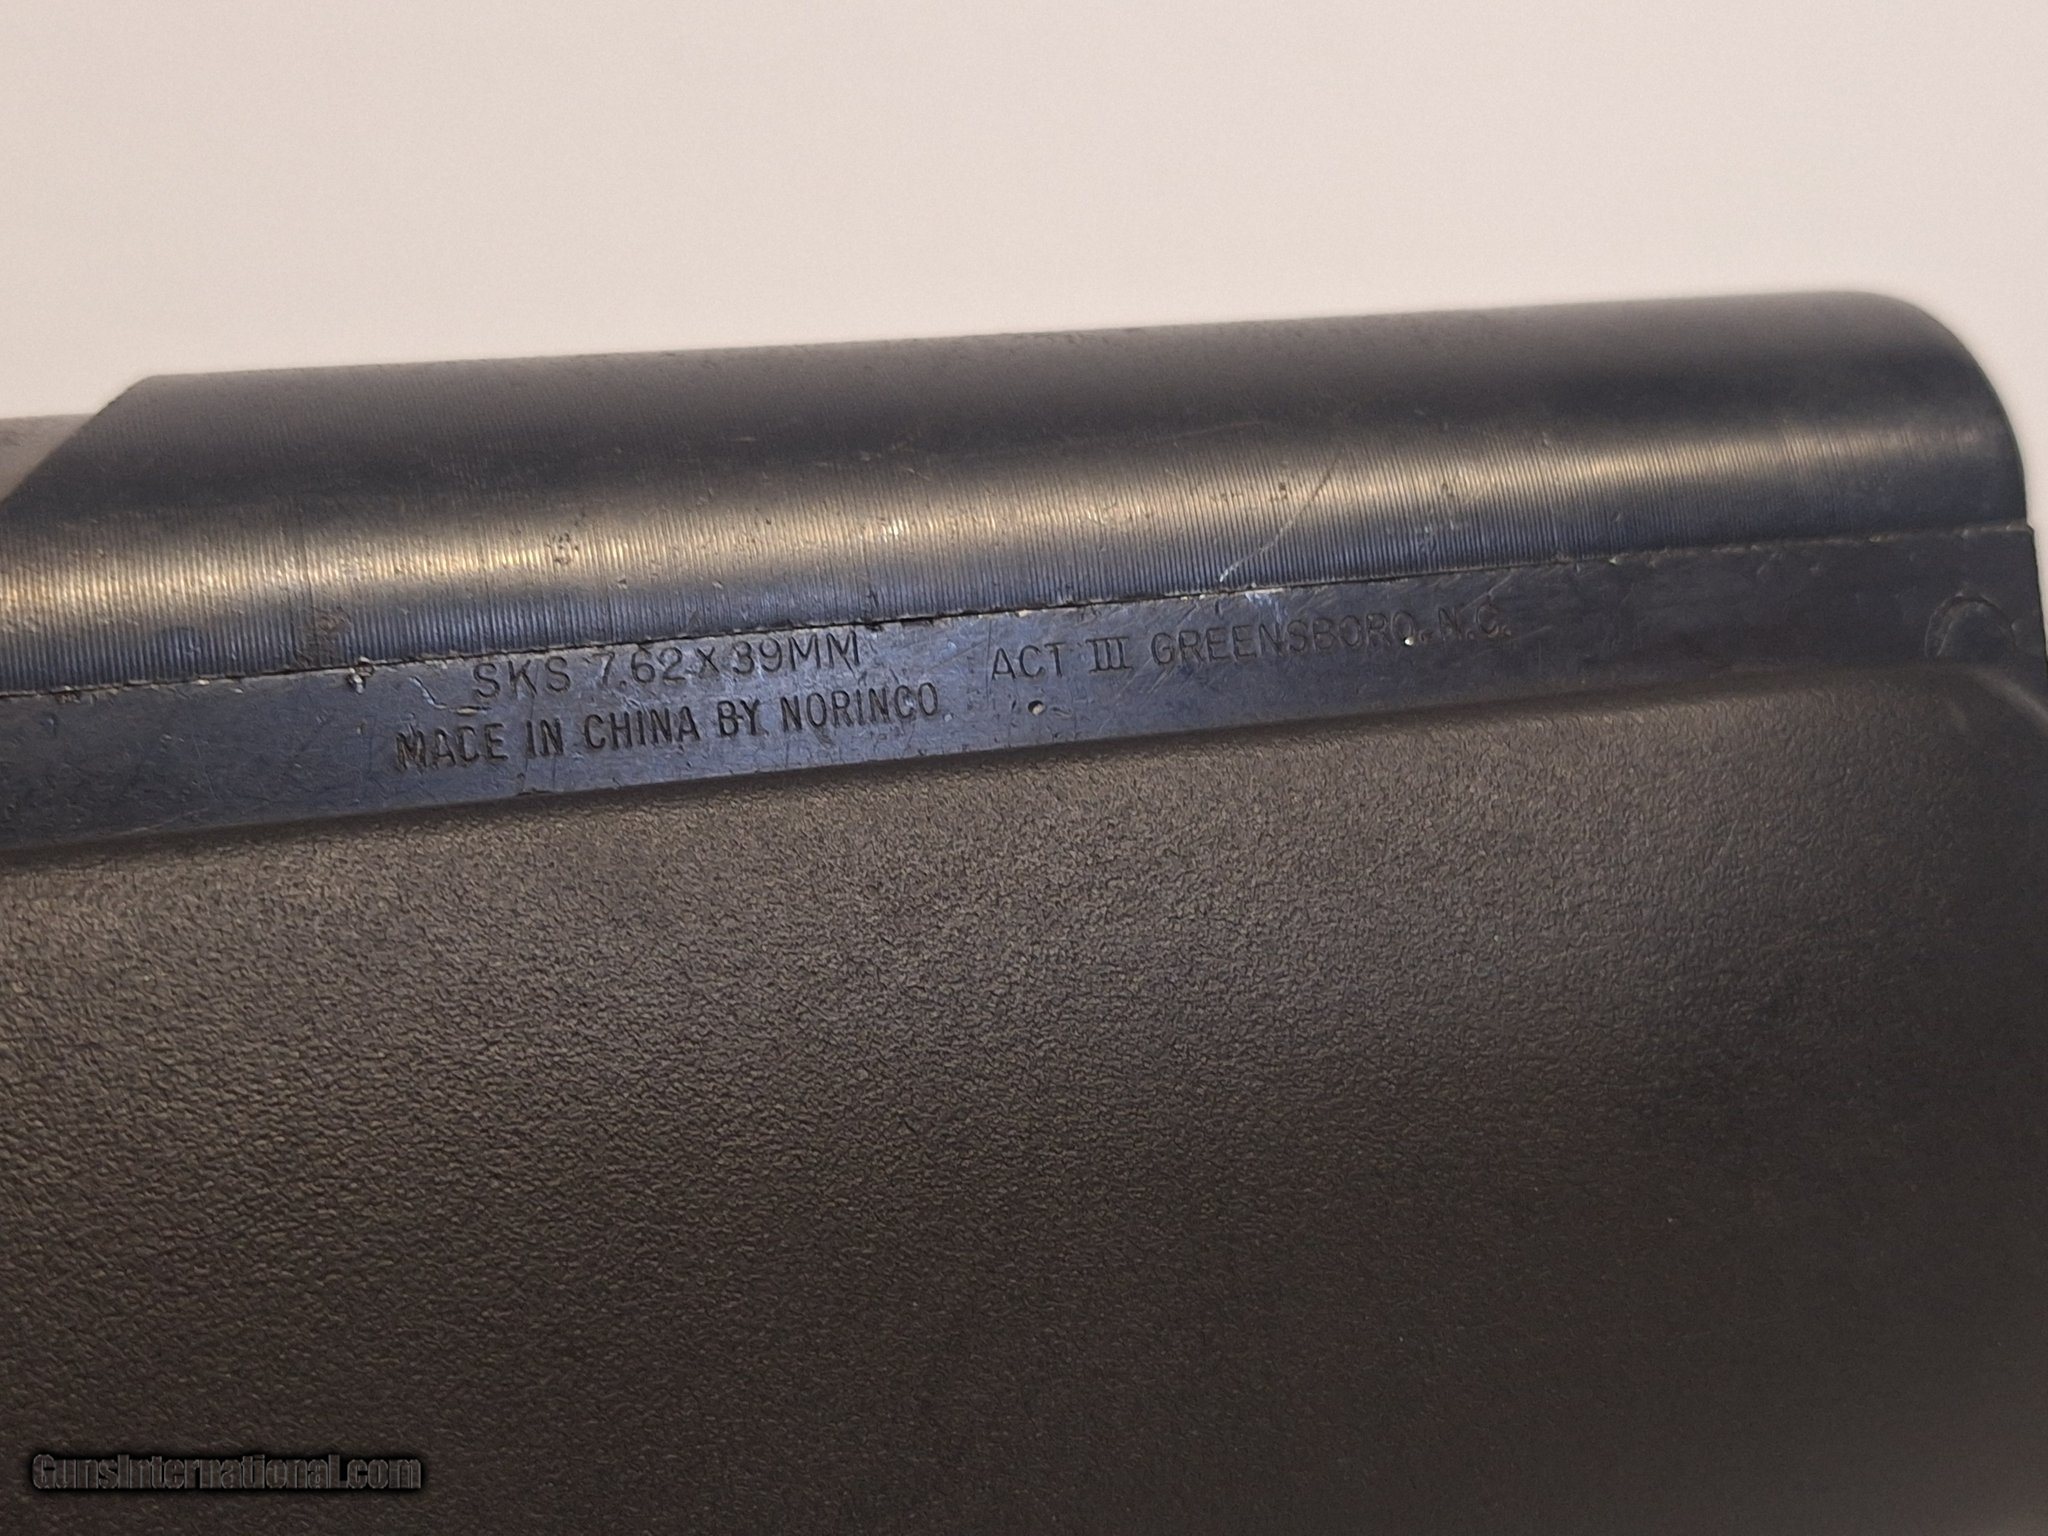 SKS 7.62X39MM
MADE IN CHINA BY NORINCO
ACT III GREENSBORO, N.C.
GunsInternational.com